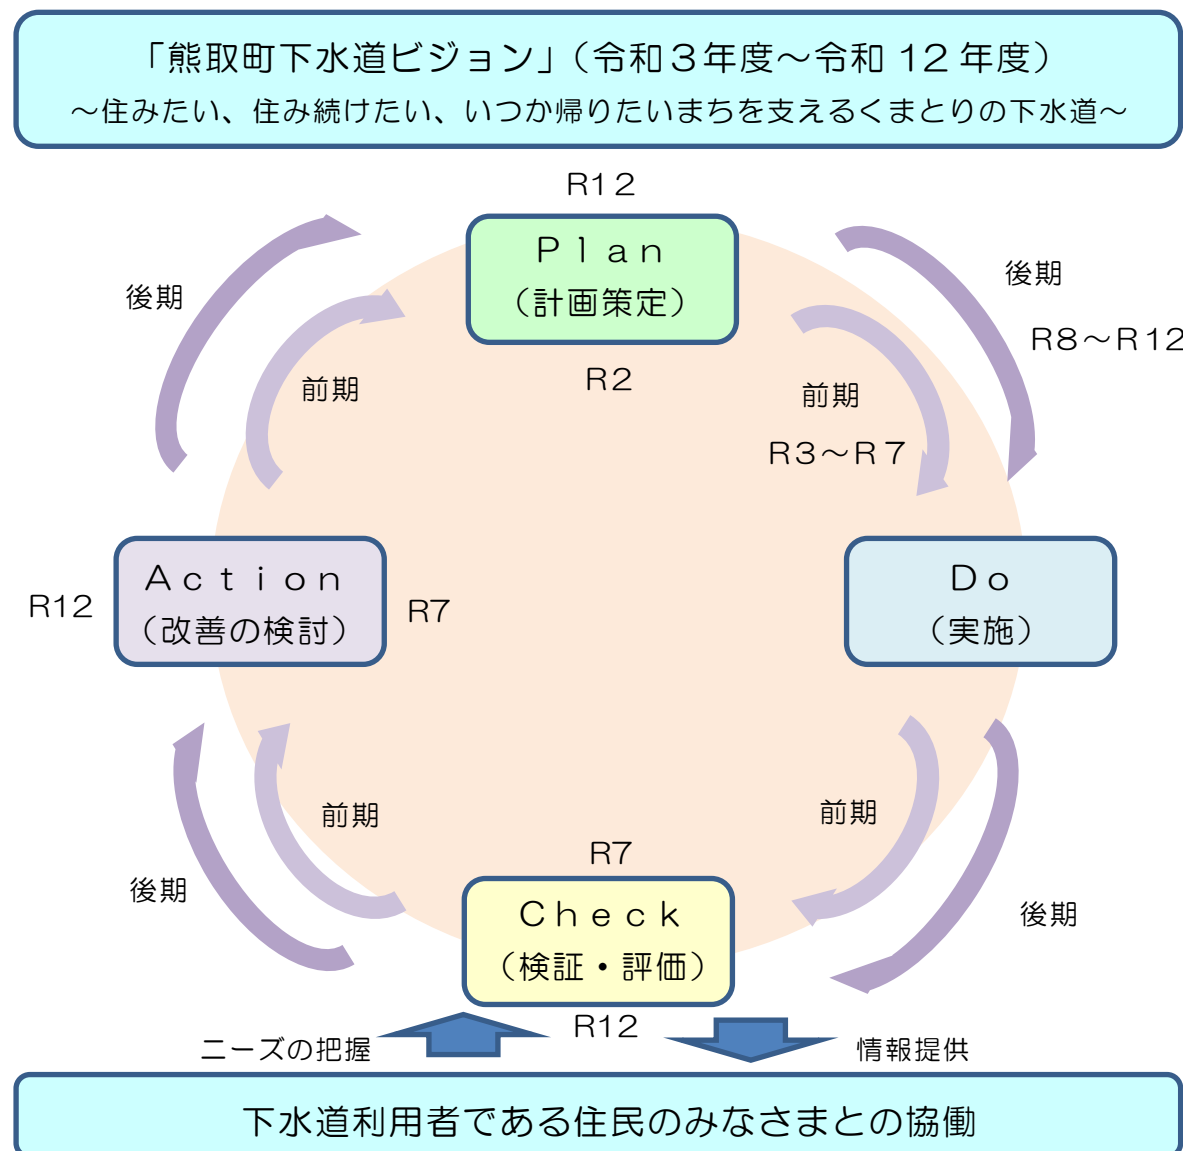 「熊取町下水道ビジョン」（令和３年度～令和 12 年度）
～住みたい、住み続けたい、いつか帰りたいまちを支えるくまとりの下水道～
R1２
Ｐｌａｎ
（計画策定）
R2
後期
前期
後期
R8～R12
前期
R3～R７
R12
Ａｃｔｉｏｎ
（改善の検討）
R7
Ｄｏ
（実施）
前期
後期
前期
後期
R7
Ｃｈｅｃｋ
（検証・評価）
R12
ニーズの把握
情報提供
下水道利用者である住民のみなさまとの協働